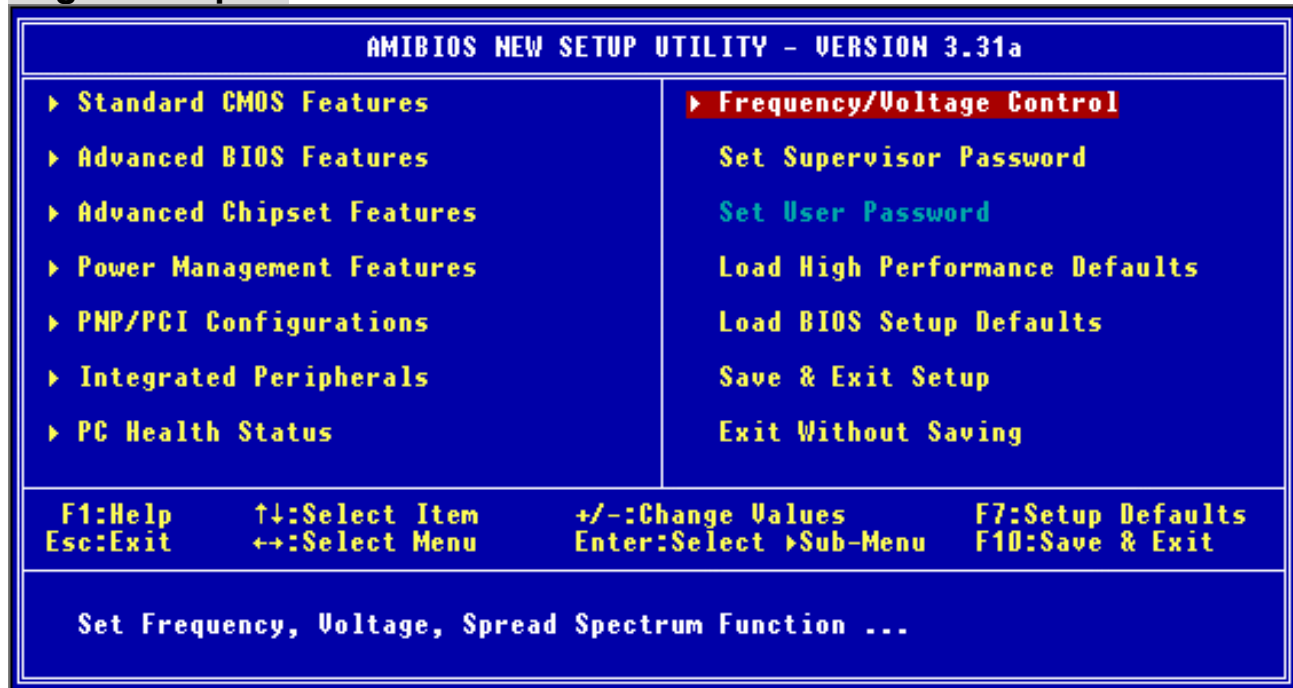 AMIBIOS NEW SETUP UTILITY - VERSION 3.31a
▸ Standard CMOS Features
▸ Advanced BIOS Features
▸ Advanced Chipset Features
▸ Power Management Features
▸ PNP/PCI Configurations
▸ Integrated Peripherals
▸ PC Health Status
▸ Frequency/Voltage Control
Set Supervisor Password
Set User Password
Load High Performance Defaults
Load BIOS Setup Defaults
Save & Exit Setup
Exit Without Saving
F1:Help ↑↓:Select Item +/-:Change Values F7:Setup Defaults
Esc:Exit ←→:Select Menu Enter:Select ▸Sub-Menu F10:Save & Exit
Set Frequency, Voltage, Spread Spectrum Function ...